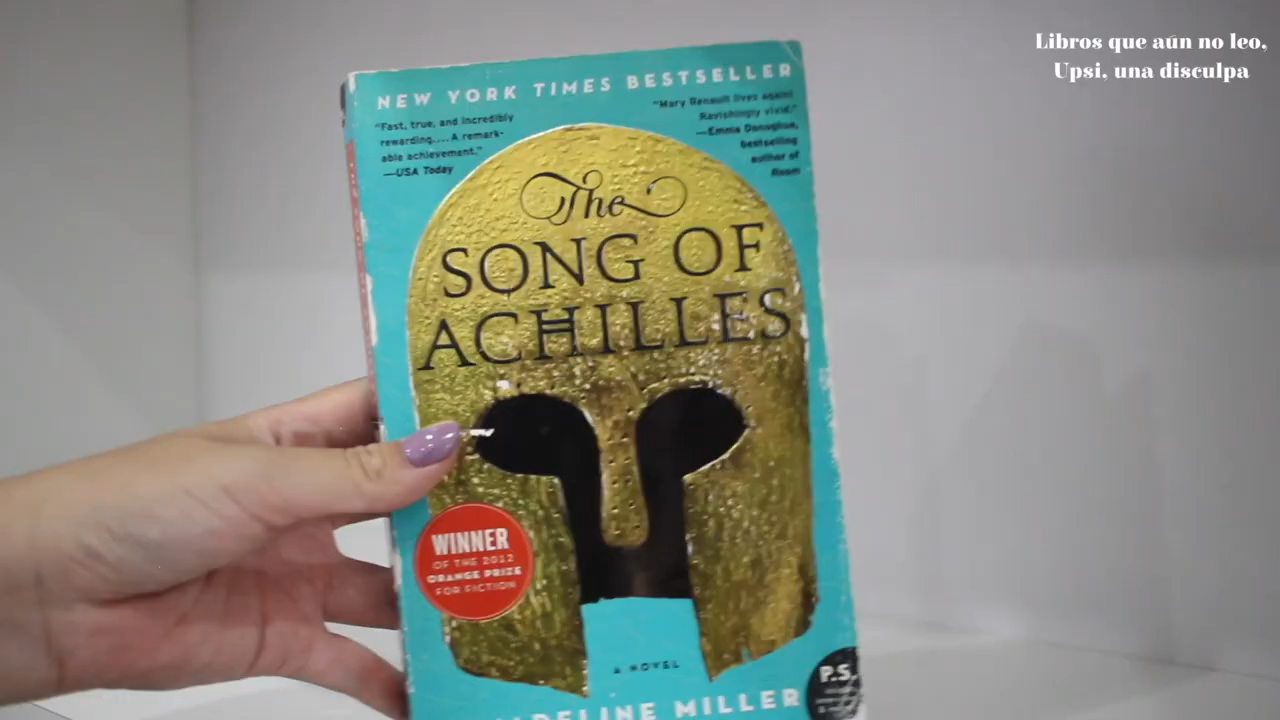 Libros que aún no leo,
Upsi, una disculpa
NEW YORK TIMES BESTSELLER
"Fast, true, and incredibly
rewarding.... A remark-
able achievement."
—USA Today
"Mary Renault lives again!
Ravishingly vivid."
—Emma Donoghue,
bestselling
author of
Room
The
SONG OF
ACHILLES
WINNER
OF THE 2012
ORANGE PRIZE
FOR FICTION
A NOVEL
MILLER
P.S.